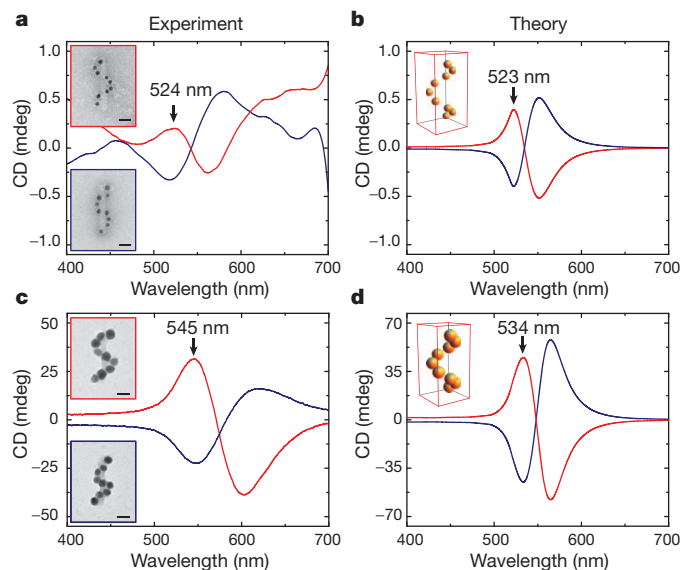 a Experiment
b Theory
CD (mdeg)
1.0
0.5
0.0
−0.5
−1.0
524 nm
400 500 600 700
Wavelength (nm)
CD (mdeg)
1.0
0.5
0.0
−0.5
−1.0
523 nm
400 500 600 700
Wavelength (nm)
c
CD (mdeg)
50
25
0
−25
−50
545 nm
400 500 600 700
Wavelength (nm)
d
CD (mdeg)
70
35
0
−35
−70
534 nm
400 500 600 700
Wavelength (nm)